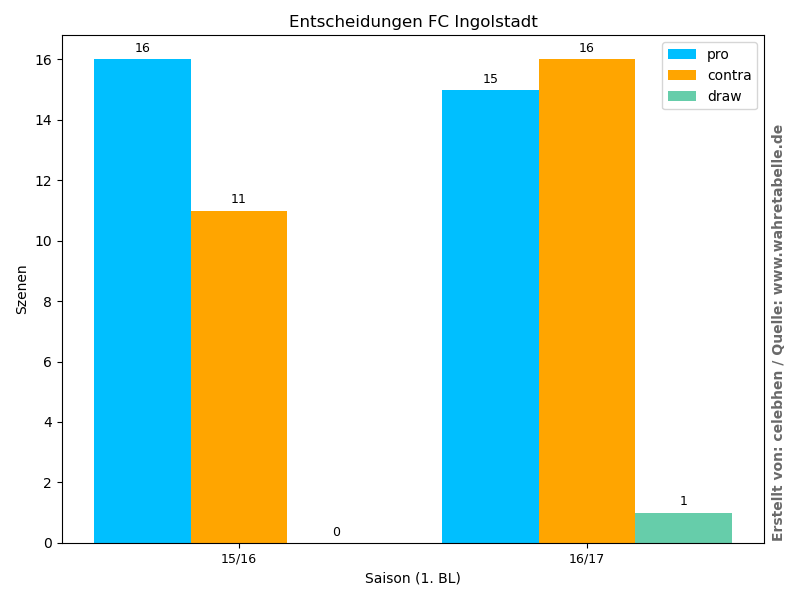 Entscheidungen FC Ingolstadt
16
11
0
15
16
1
pro
contra
draw
16
14
12
10
8
6
4
2
0
Szenen
15/16
16/17
Saison (1. BL)
Erstellt von: celebhen / Quelle: www.wahretabelle.de